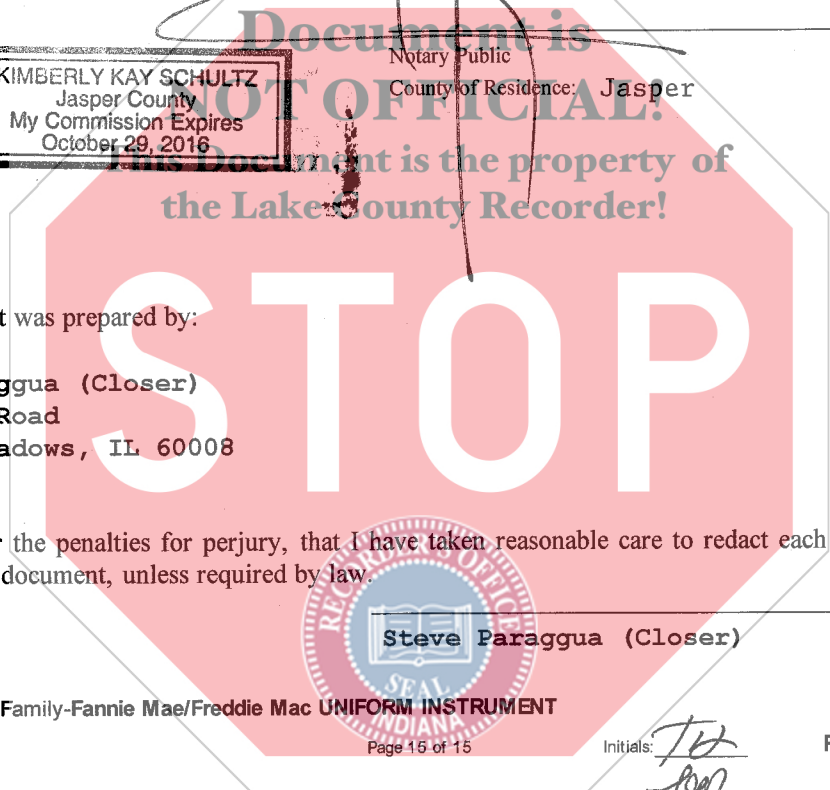 Document is
NOT OFFICIAL!
This Document is the property of
the Lake County Recorder!
KIMBERLY KAY SCHULTZ
Jasper County
My Commission Expires
October 29, 2016
Notary Public
County of Residence: Jasper
STOP
t was prepared by:
ggua (Closer)
Road
adows, IL 60008
the penalties for perjury, that I have taken reasonable care to redact each
document, unless required by law.
RECORDER'S OFFICE
SEAL
INDIANA
Steve Paraggua (Closer)
Family-Fannie Mae/Freddie Mac UNIFORM INSTRUMENT
Page 15 of 15
Initials: